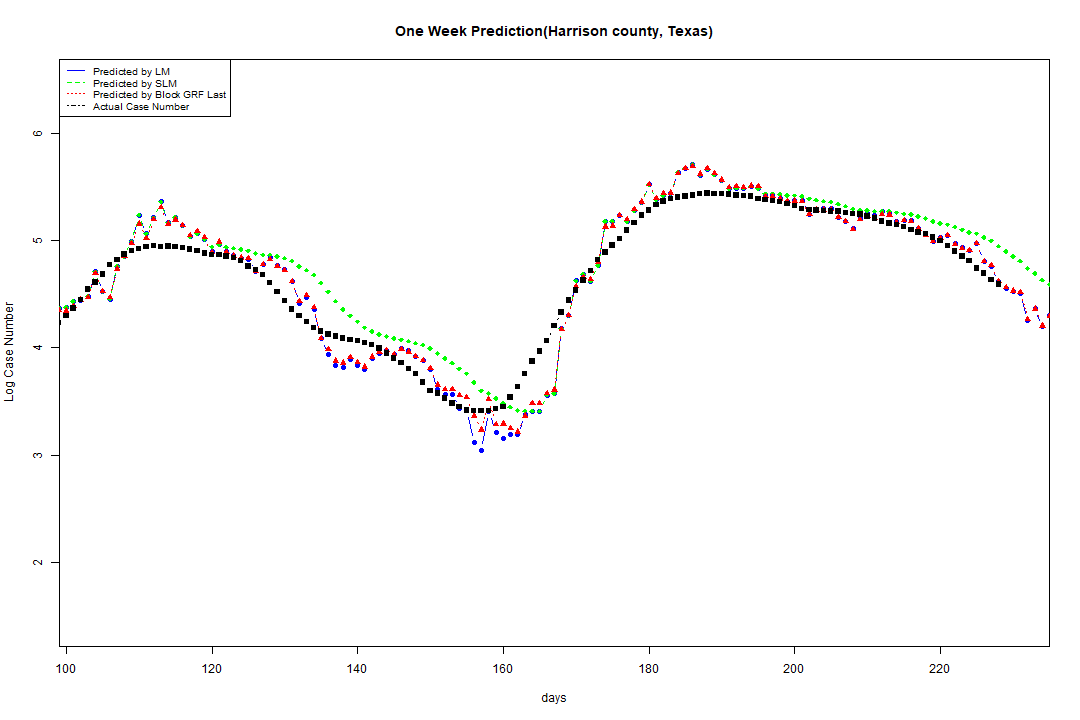 One Week Prediction(Harrison county, Texas)
Predicted by LM
Predicted by SLM
Predicted by Block GRF Last
Actual Case Number
6
5
4
3
2
Log Case Number
100 120 140 160 180 200 220
days